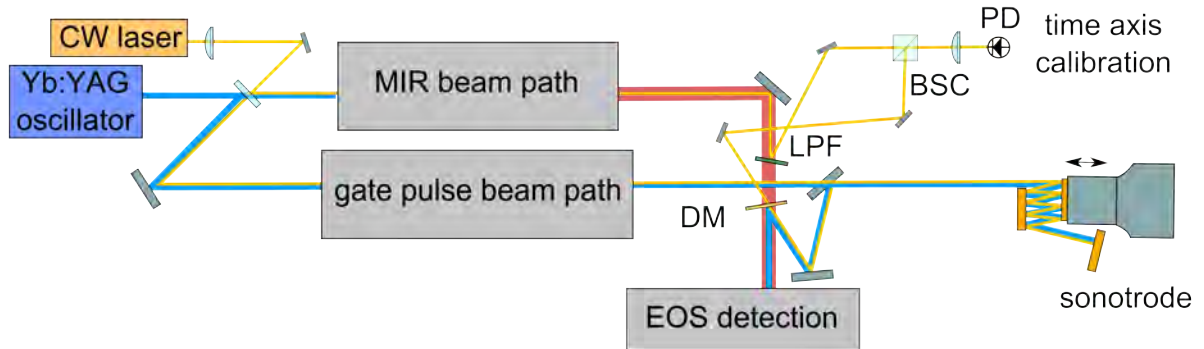 CW laser
Yb:YAG
oscillator
MIR beam path
gate pulse beam path
PD
time axis
calibration
BSC
LPF
DM
EOS detection
sonotrode